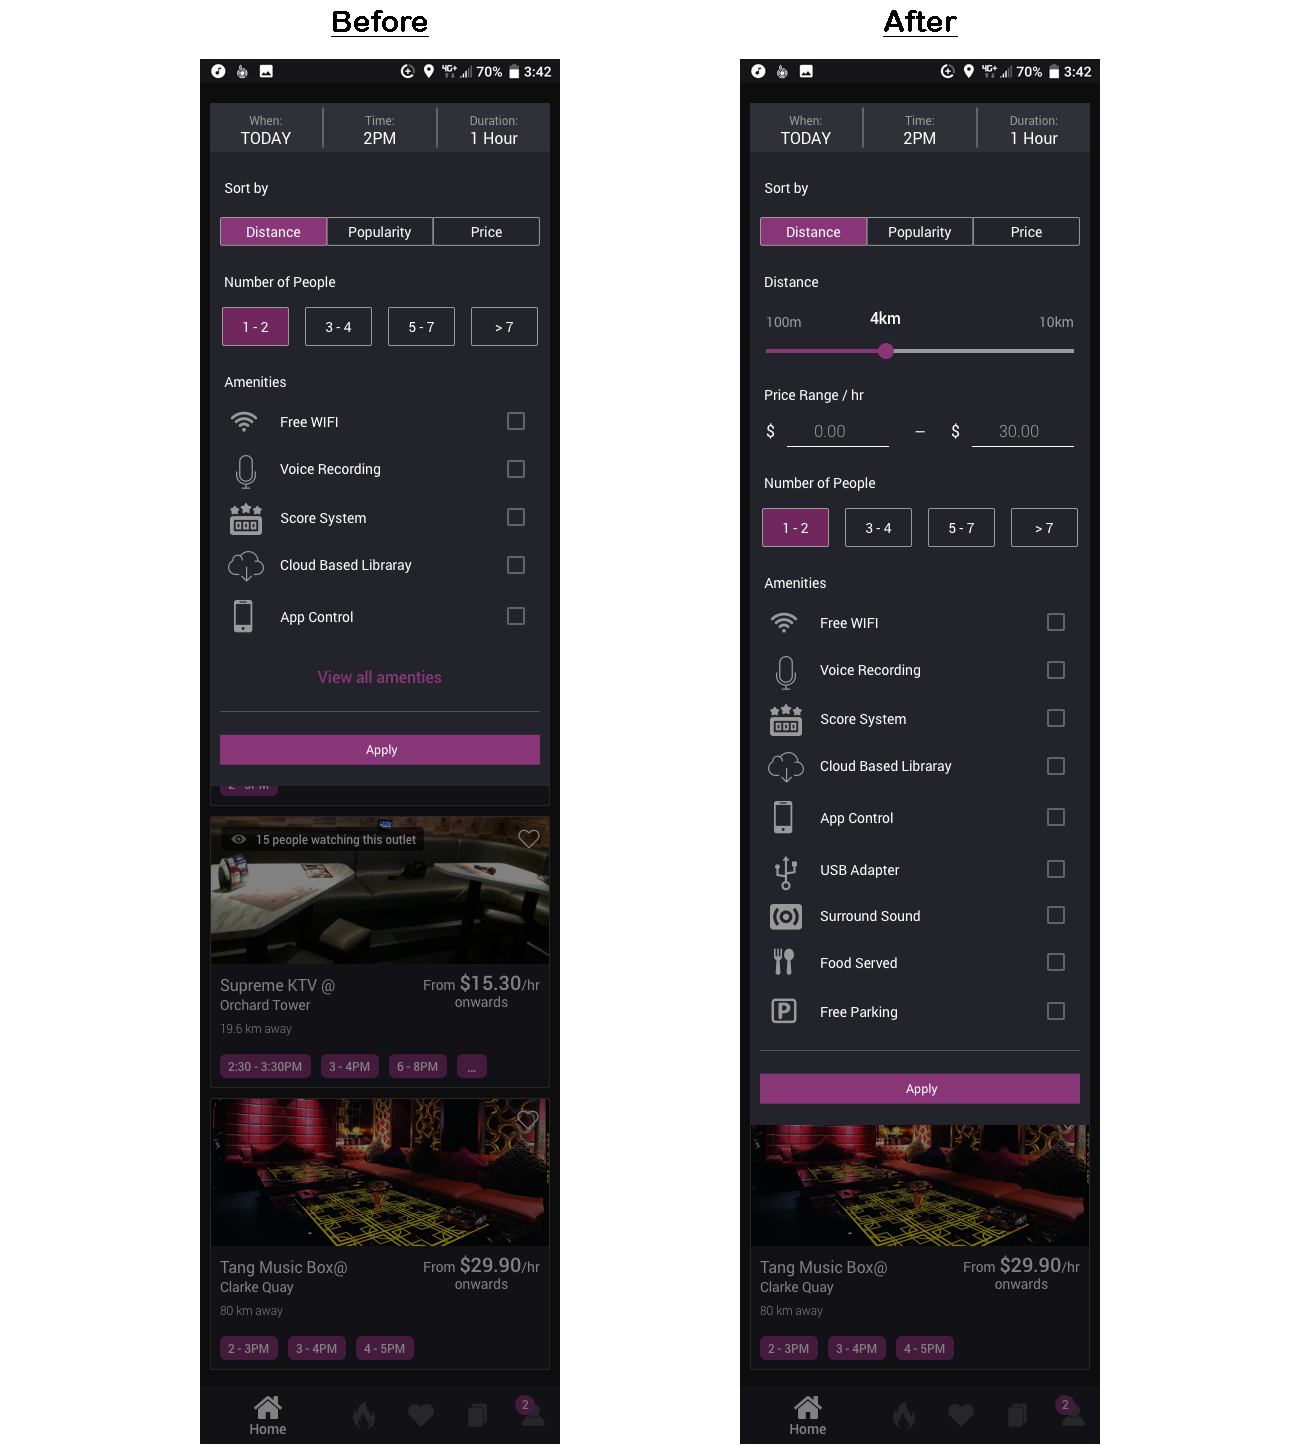 Before
4G+ 70% 3:42
When: Time: Duration:
TODAY 2PM 1 Hour
Sort by
Distance Popularity Price
Number of People
1 - 2 3 - 4 5 - 7 > 7
Amenities
Free WIFI
Voice Recording
Score System
Cloud Based Libraray
App Control
View all amenties
Apply
2 - 3PM
15 people watching this outlet
Supreme KTV @ From $15.30/hr
Orchard Tower onwards
19.6 km away
2:30 - 3:30PM 3 - 4PM 6 - 8PM ...
Tang Music Box@ From $29.90/hr
Clarke Quay onwards
80 km away
2 - 3PM 3 - 4PM 4 - 5PM
2
Home
After
4G+ 70% 3:42
When: Time: Duration:
TODAY 2PM 1 Hour
Sort by
Distance Popularity Price
Distance
100m 4km 10km
Price Range / hr
$ 0.00 – $ 30.00
Number of People
1 - 2 3 - 4 5 - 7 > 7
Amenities
Free WIFI
Voice Recording
Score System
Cloud Based Libraray
App Control
USB Adapter
Surround Sound
Food Served
P Free Parking
Apply
Tang Music Box@ From $29.90/hr
Clarke Quay onwards
80 km away
2 - 3PM 3 - 4PM 4 - 5PM
2
Home